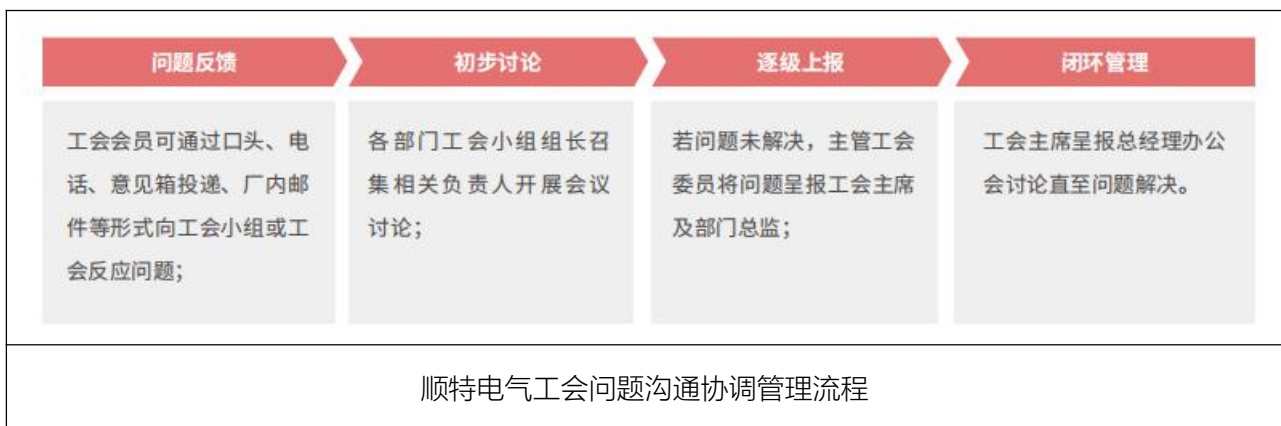 问题反馈
初步讨论
逐级上报
闭环管理
工会会员可通过口头、电
话、意见箱投递、厂内邮
件等形式向工会小组或工
会反应问题；
各部门工会小组组长召
集相关负责人开展会议
讨论；
若问题未解决，主管工会
委员将问题呈报工会主席
及部门总监；
工会主席呈报总经理办公
会讨论直至问题解决。
顺特电气工会问题沟通协调管理流程